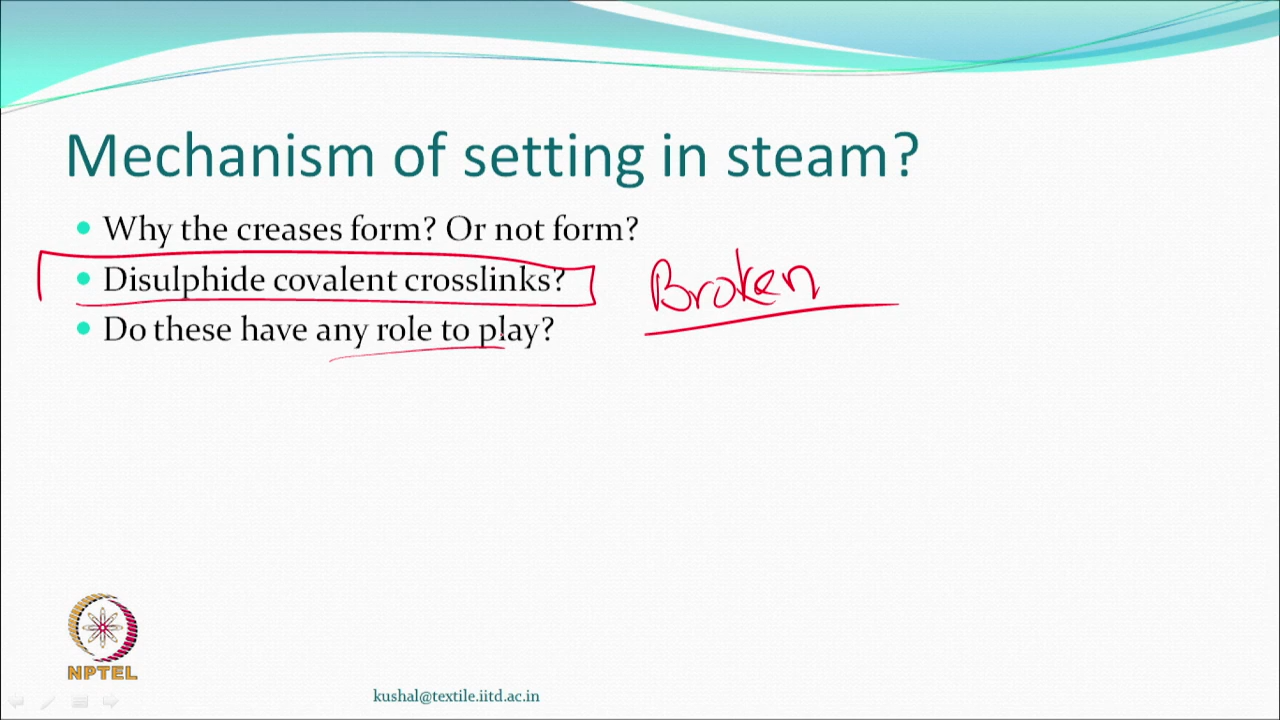 Mechanism of setting in steam?
Why the creases form? Or not form?
Disulphide covalent crosslinks?
Broken
Do these have any role to play?
NPTEL
kushal@textile.iitd.ac.in